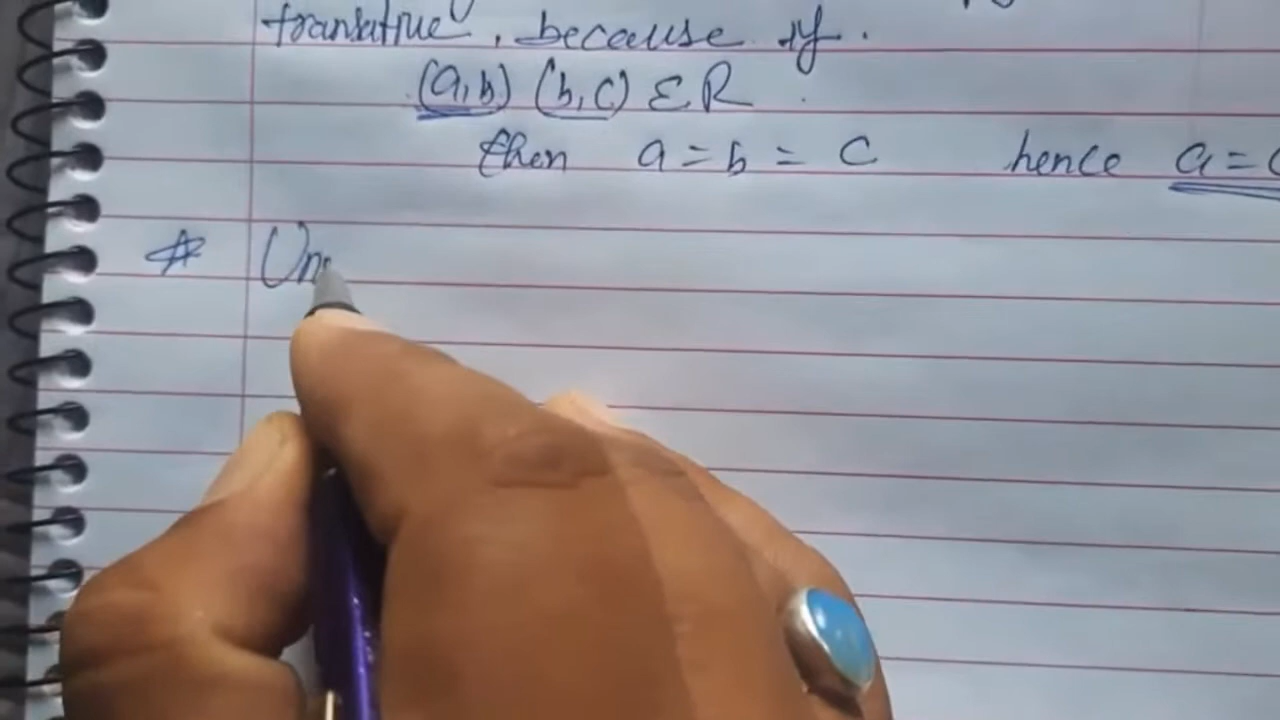 transitive, because if.
(a,b) (b,c) ∈ R
then a = b = c hence a =
* Un